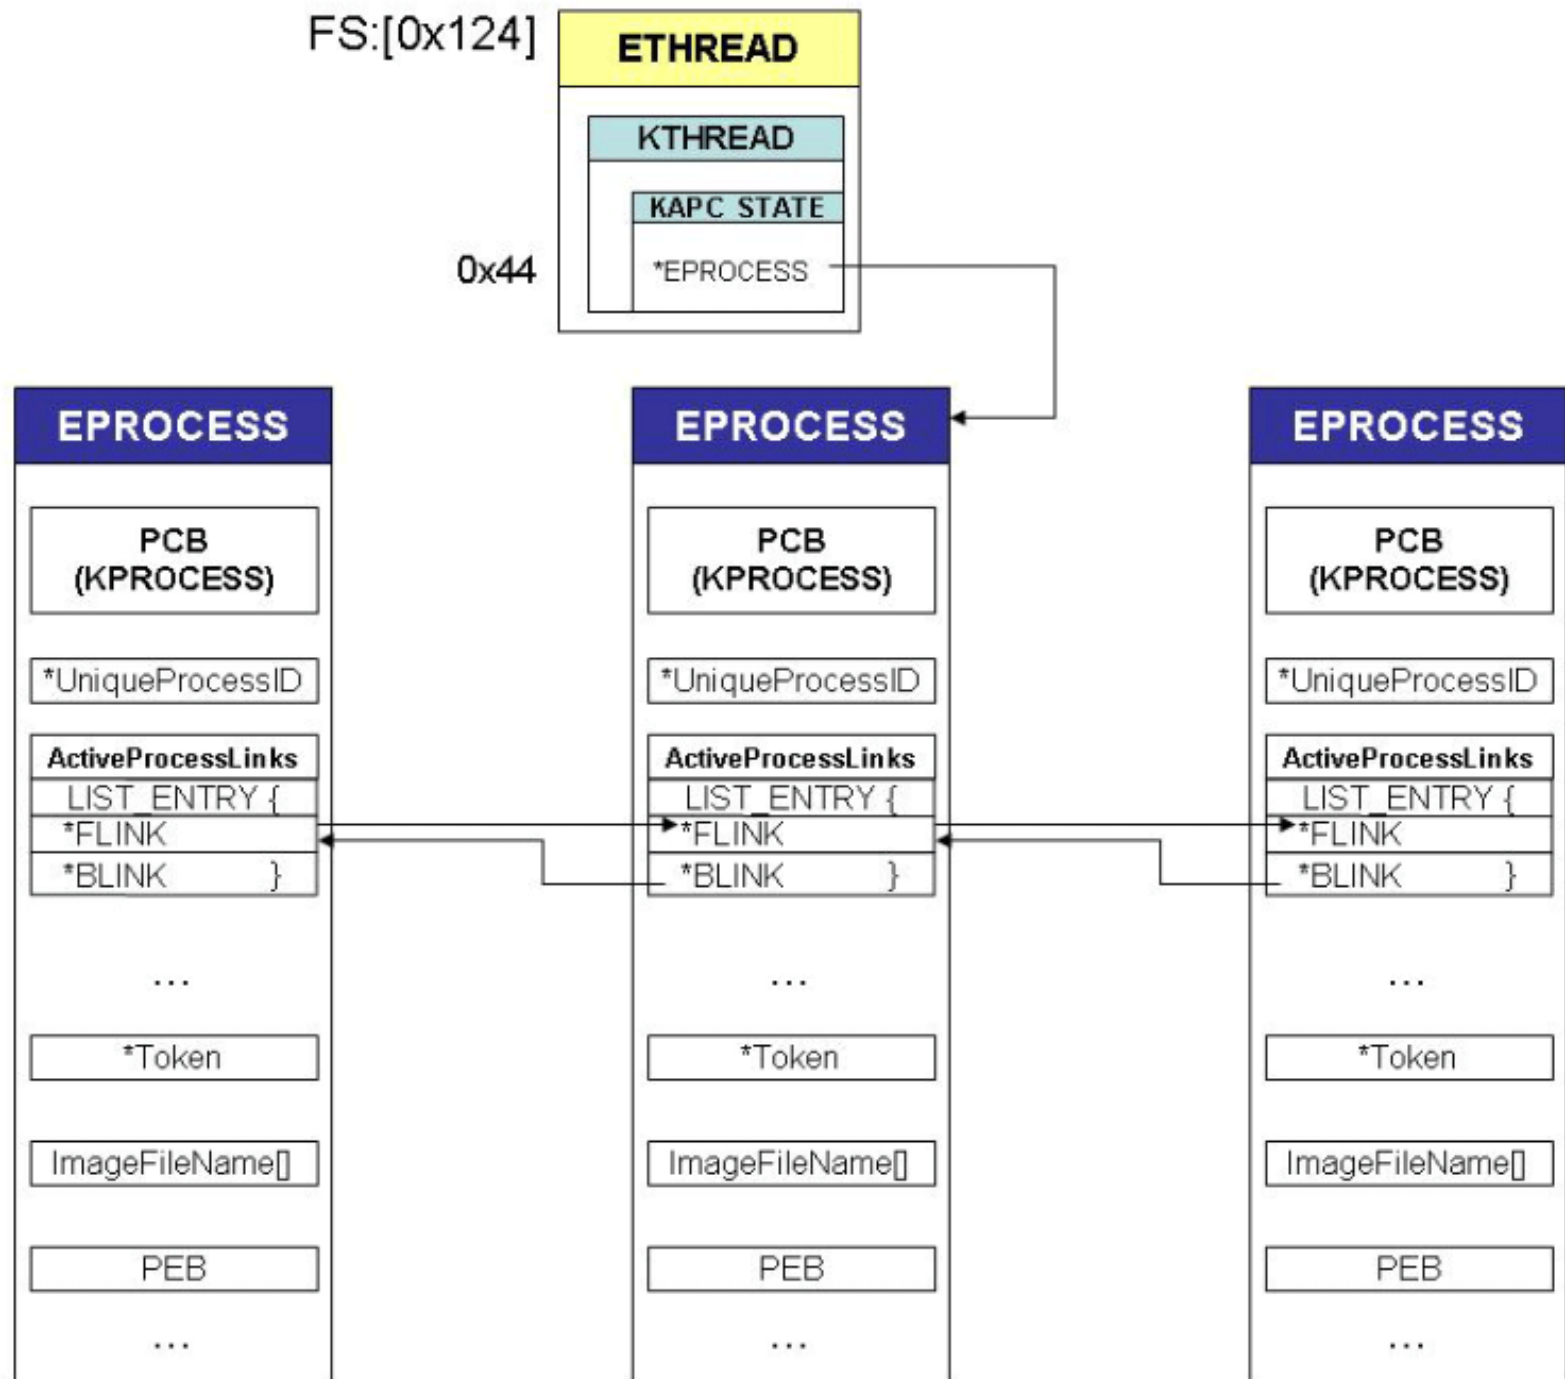 FS:[0x124]
ETHREAD
KTHREAD
KAPC STATE
0x44
*EPROCESS
EPROCESS
PCB
(KPROCESS)
*UniqueProcessID
ActiveProcessLinks
LIST_ENTRY {
*FLINK
*BLINK }
...
*Token
ImageFileName[]
PEB
...
EPROCESS
PCB
(KPROCESS)
*UniqueProcessID
ActiveProcessLinks
LIST_ENTRY {
*FLINK
*BLINK }
...
*Token
ImageFileName[]
PEB
...
EPROCESS
PCB
(KPROCESS)
*UniqueProcessID
ActiveProcessLinks
LIST_ENTRY {
*FLINK
*BLINK }
...
*Token
ImageFileName[]
PEB
...